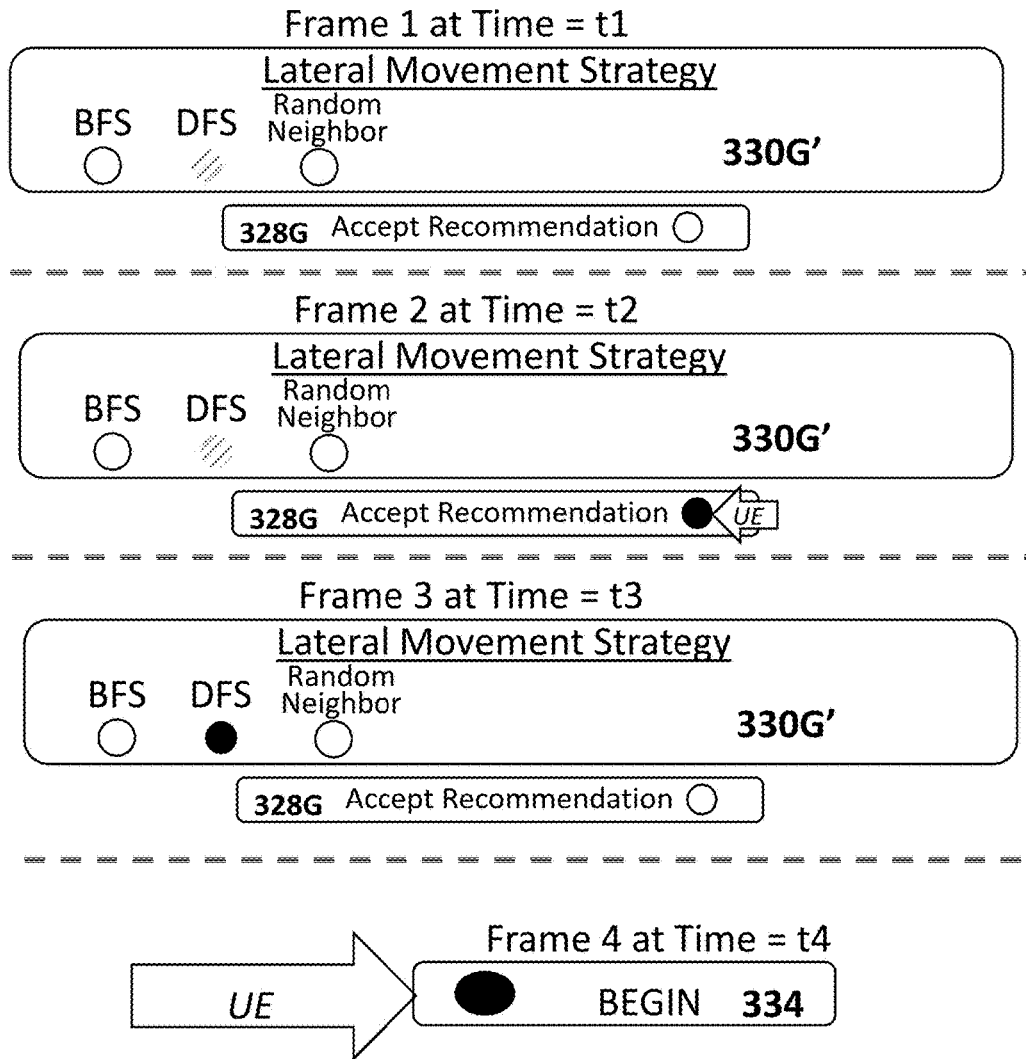 Frame 1 at Time = t1
Lateral Movement Strategy
BFS DFS Random Neighbor
330G’
328G Accept Recommendation
Frame 2 at Time = t2
Lateral Movement Strategy
BFS DFS Random Neighbor
330G’
328G Accept Recommendation UE
Frame 3 at Time = t3
Lateral Movement Strategy
BFS DFS Random Neighbor
330G’
328G Accept Recommendation
Frame 4 at Time = t4
UE BEGIN 334